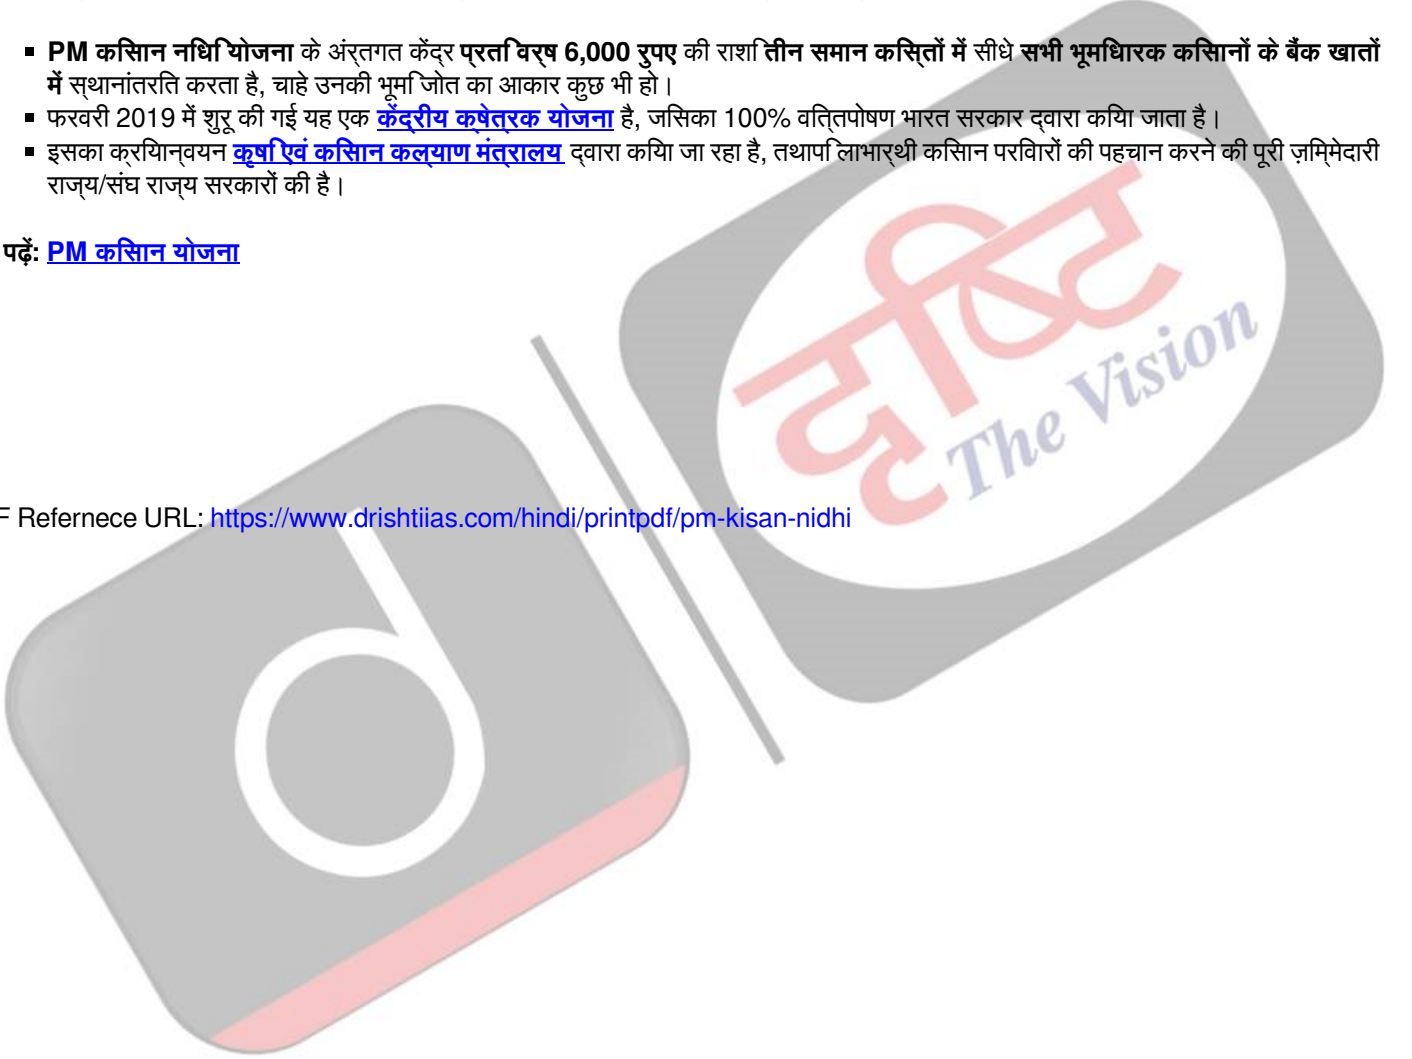 PM किसान निधि योजना के अंर्तगत केंद्र प्रति वर्ष 6,000 रुपए की राशि तीन समान किस्तों में सीधे सभी भूमिधारक किसानों के बैंक खातों
में स्थानांतरित करता है, चाहे उनकी भूमि जोत का आकार कुछ भी हो।
फरवरी 2019 में शुरू की गई यह एक केंद्रीय क्षेत्रक योजना है, जिसका 100% वित्तपोषण भारत सरकार द्वारा किया जाता है।
इसका क्रियान्वयन कृषि एवं किसान कल्याण मंत्रालय द्वारा किया जा रहा है, तथापि लाभार्थी किसान परिवारों की पहचान करने की पूरी ज़िम्मेदारी
राज्य/संघ राज्य सरकारों की है।
पढ़ें: PM किसान योजना
दृष्टि
The Vision
F Refernece URL: https://www.drishtiias.com/hindi/printpdf/pm-kisan-nidhi
d